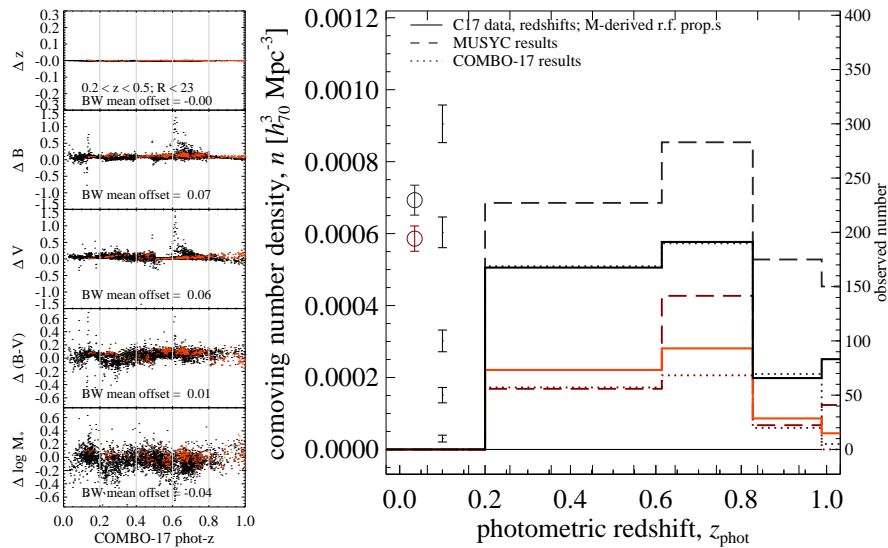 0.3
0.2
0.1
-0.0
-0.1
-0.2
-0.3
Δ z
0.2 < z < 0.5; R < 23
BW mean offset = -0.00
1.5
1.0
0.5
0.0
-0.5
-1.0
-1.5
Δ B
BW mean offset = 0.07
1.5
1.0
0.5
0.0
-0.5
-1.0
Δ V
BW mean offset = 0.06
0.6
0.4
0.2
0.0
-0.2
-0.4
-0.6
Δ (B-V)
BW mean offset = 0.01
0.6
0.4
0.2
0.0
-0.2
-0.4
-0.6
Δ log M*
BW mean offset = -0.04
0.0 0.2 0.4 0.6 0.8 1.0
COMBO-17 phot-z
C17 data, redshifts; M-derived r.f. prop.s
MUSYC results
COMBO-17 results
0.0012
0.0010
0.0008
0.0006
0.0004
0.0002
0.0000
comoving number density, n [h³₇₀ Mpc⁻³]
0.0 0.2 0.4 0.6 0.8 1.0
photometric redshift, z_phot
400
350
300
250
200
150
100
50
0
observed number